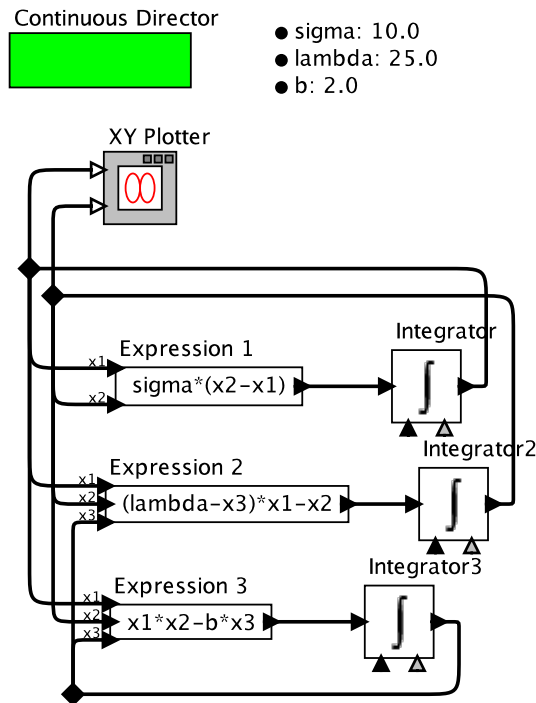 Continuous Director
sigma: 10.0
lambda: 25.0
b: 2.0
XY Plotter
Expression 1
x1
x2
sigma*(x2-x1)
Integrator
∫
Expression 2
x1
x2
x3
(lambda-x3)*x1-x2
Integrator2
∫
Expression 3
x1
x2
x3
x1*x2-b*x3
Integrator3
∫